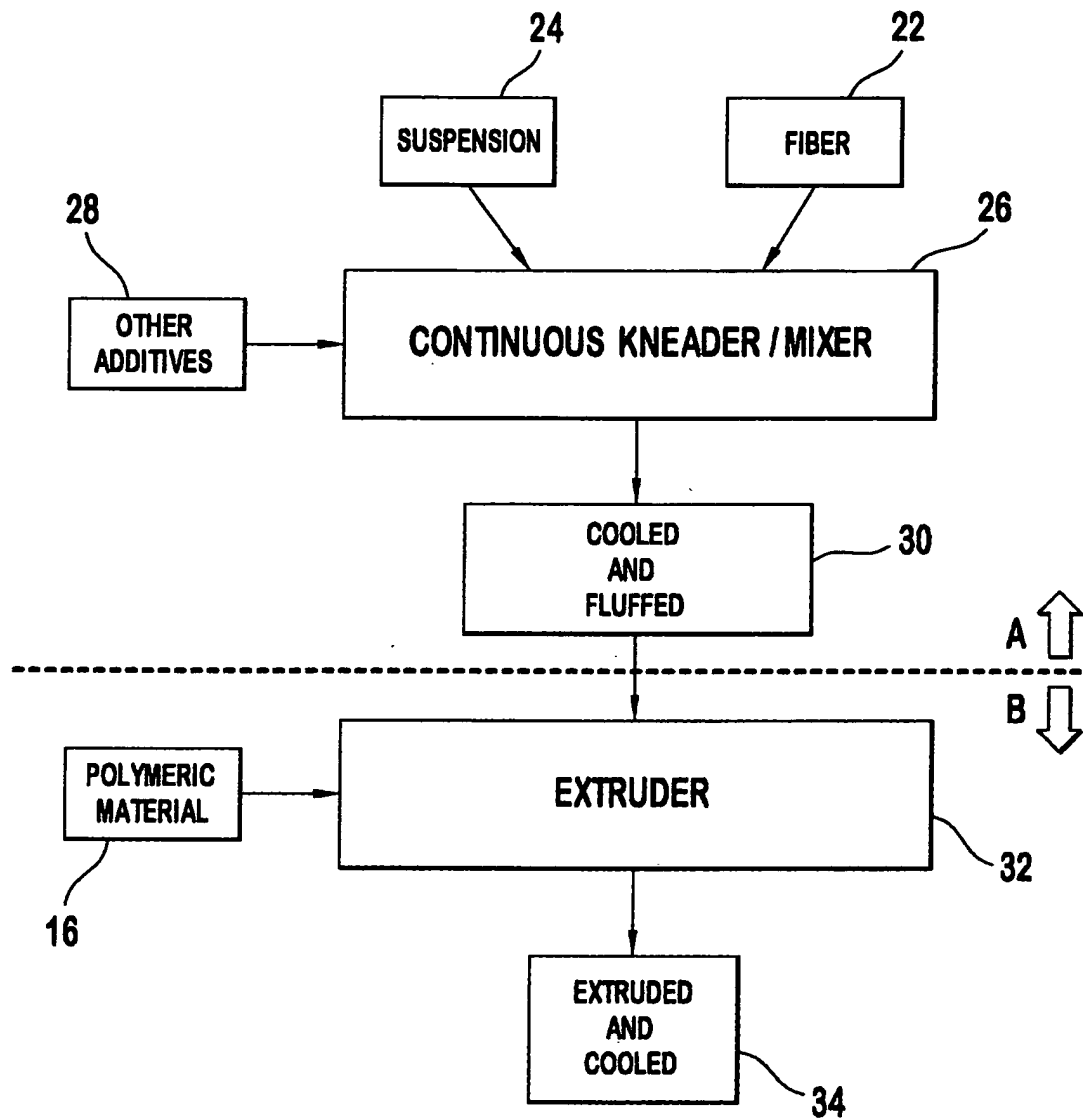 24
22
SUSPENSION
FIBER
28
26
OTHER
ADDITIVES
CONTINUOUS KNEADER / MIXER
COOLED
AND
FLUFFED
30
A
B
POLYMERIC
MATERIAL
EXTRUDER
32
16
EXTRUDED
AND
COOLED
34